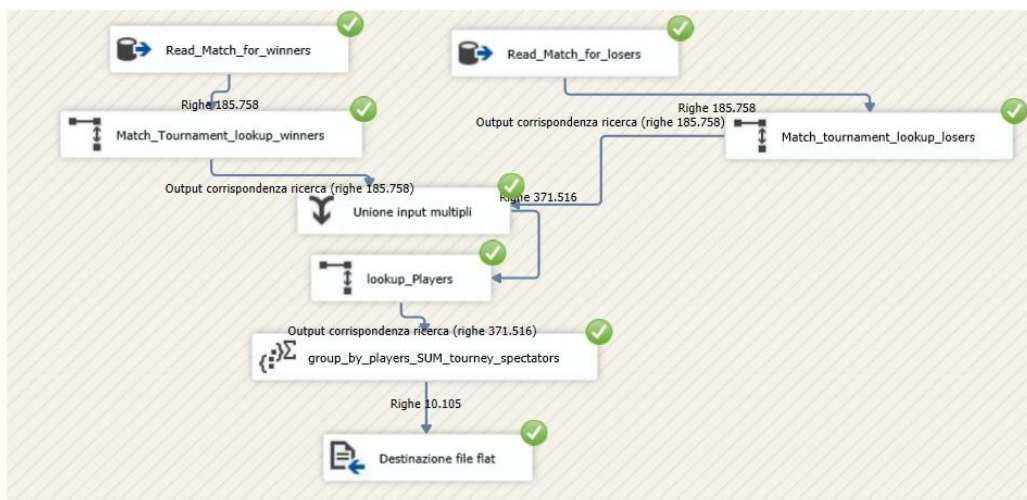 Read_Match_for_winners
Read_Match_for_losers
Righe 185.758
Righe 185.758
Match_Tournament_lookup_winners
Output corrispondenza ricerca (righe 185.758)
Match_tournament_lookup_losers
Output corrispondenza ricerca (righe 185.758)
Righe 371.516
Unione input multipli
lookup_Players
Output corrispondenza ricerca (righe 371.516)
group_by_players_SUM_tourney_spectators
Righe 10.105
Destinazione file flat